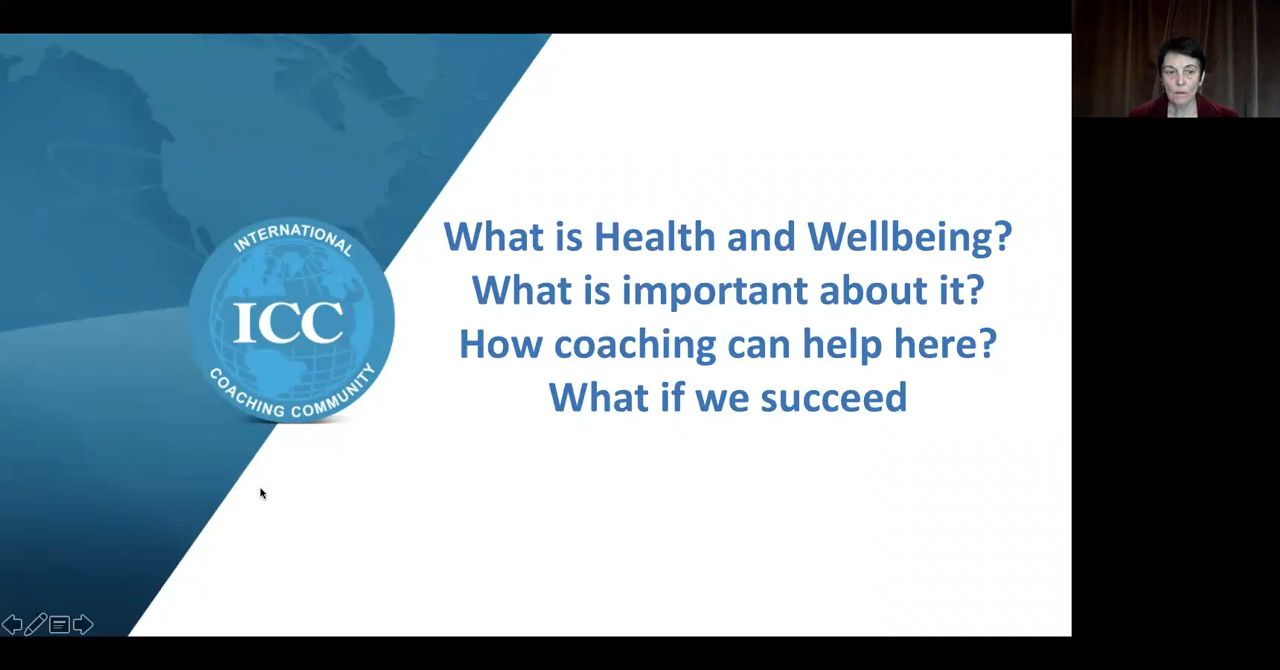 INTERNATIONAL
ICC
COACHING COMMUNITY
What is Health and Wellbeing?
What is important about it?
How coaching can help here?
What if we succeed